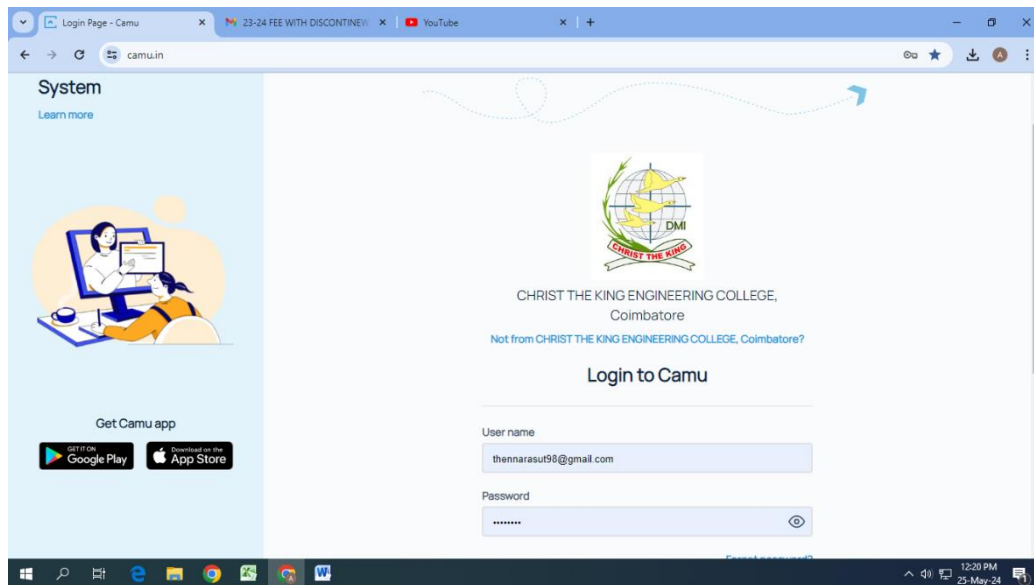 Login Page - Camu
23-24 FEE WITH DISCONTINEW
YouTube
camu.in
A
System
Learn more
DMI
CHRIST THE KING
CHRIST THE KING ENGINEERING COLLEGE,
Coimbatore
Not from CHRIST THE KING ENGINEERING COLLEGE, Coimbatore?
Login to Camu
Get Camu app
GET IT ON
Google Play
Download on the
App Store
User name
thennarasut98@gmail.com
Password
••••••••
Forgot password?
12:20 PM
25-May-24